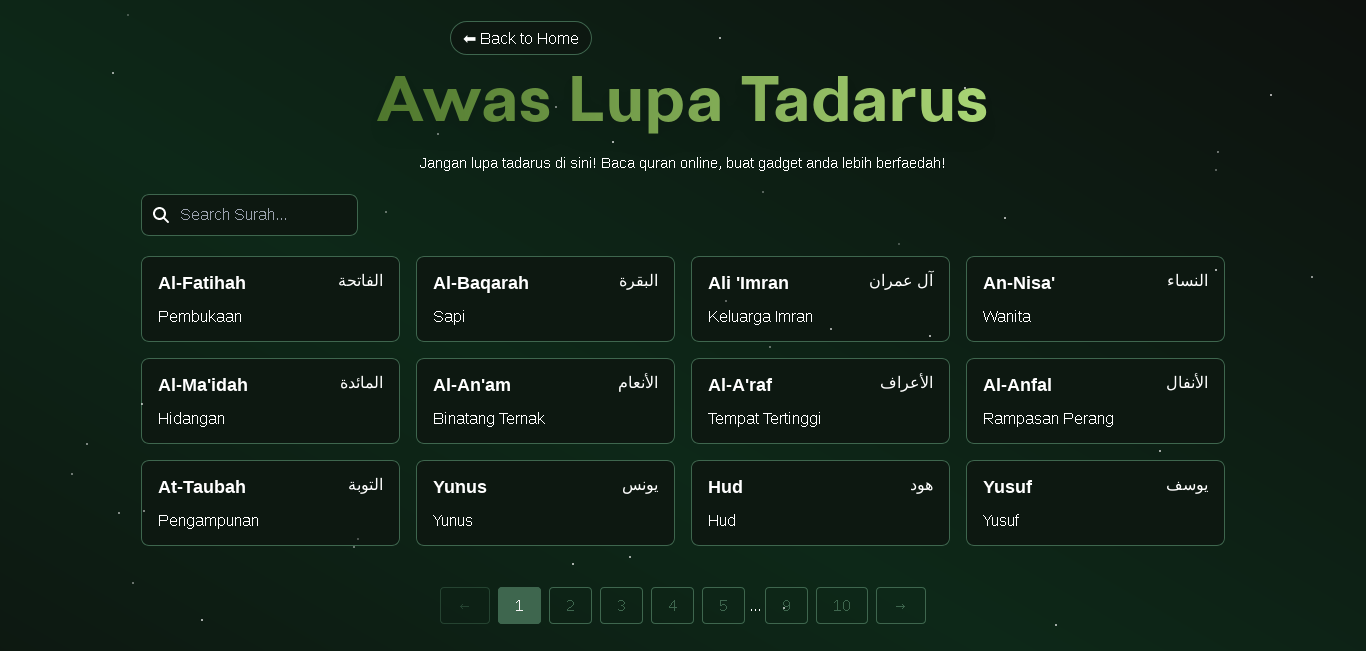 ⬅ Back to Home
Awas Lupa Tadarus
Jangan lupa tadarus di sini! Baca quran online, buat gadget anda lebih berfaedah!
Search Surah...
Al-Fatihah الفاتحة
Pembukaan
Al-Baqarah البقرة
Sapi
Ali 'Imran آل عمران
Keluarga Imran
An-Nisa' النساء
Wanita
Al-Ma'idah المائدة
Hidangan
Al-An'am الأنعام
Binatang Ternak
Al-A'raf الأعراف
Tempat Tertinggi
Al-Anfal الأنفال
Rampasan Perang
At-Taubah التوبة
Pengampunan
Yunus يونس
Yunus
Hud هود
Hud
Yusuf يوسف
Yusuf
← 1 2 3 4 5 ... 9 10 →